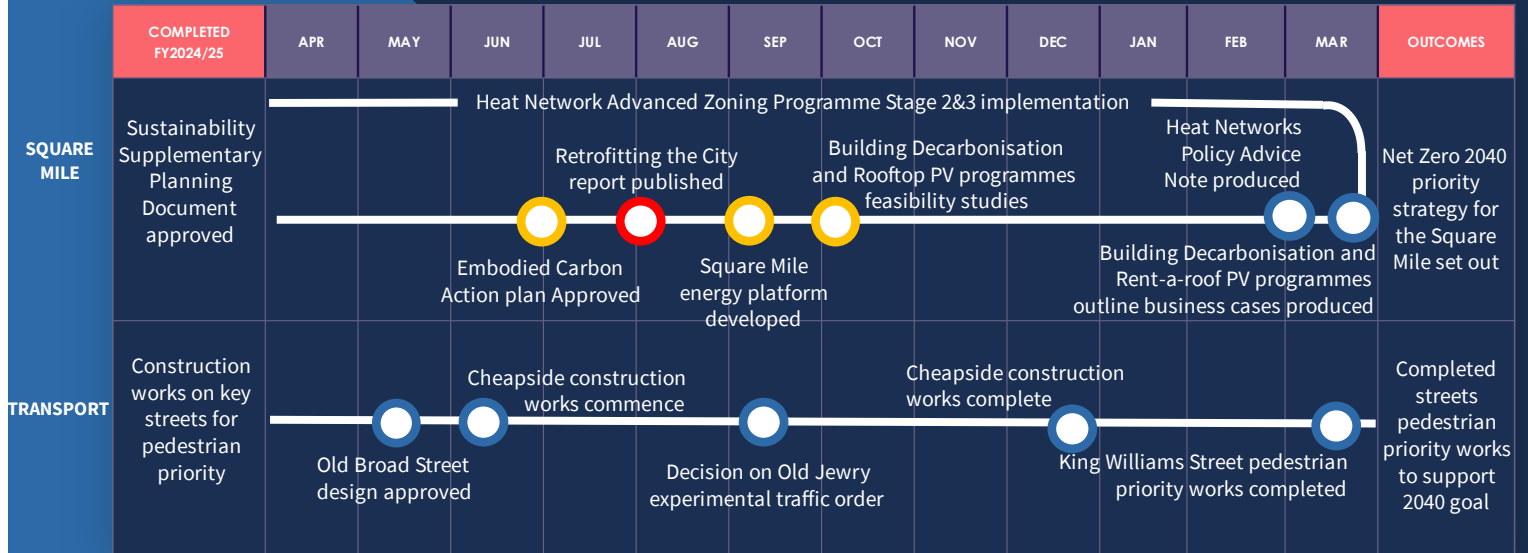 COMPLETED
FY2024/25
APR
MAY
JUN
JUL
AUG
SEP
OCT
NOV
DEC
JAN
FEB
MAR
OUTCOMES
SQUARE
MILE
Sustainability
Supplementary
Planning
Document
approved
Heat Network Advanced Zoning Programme Stage 2&3 implementation
Embodied Carbon
Action plan Approved
Retrofitting the City
report published
Square Mile
energy platform
developed
Building Decarbonisation
and Rooftop PV programmes
feasibility studies
Heat Networks
Policy Advice
Note produced
Building Decarbonisation and
Rent-a-roof PV programmes
outline business cases produced
Net Zero 2040
priority
strategy for
the Square
Mile set out
TRANSPORT
Construction
works on key
streets for
pedestrian
priority
Old Broad Street
design approved
Cheapside construction
works commence
Decision on Old Jewry
experimental traffic order
Cheapside construction
works complete
King Williams Street pedestrian
priority works completed
Completed
streets
pedestrian
priority works
to support
2040 goal